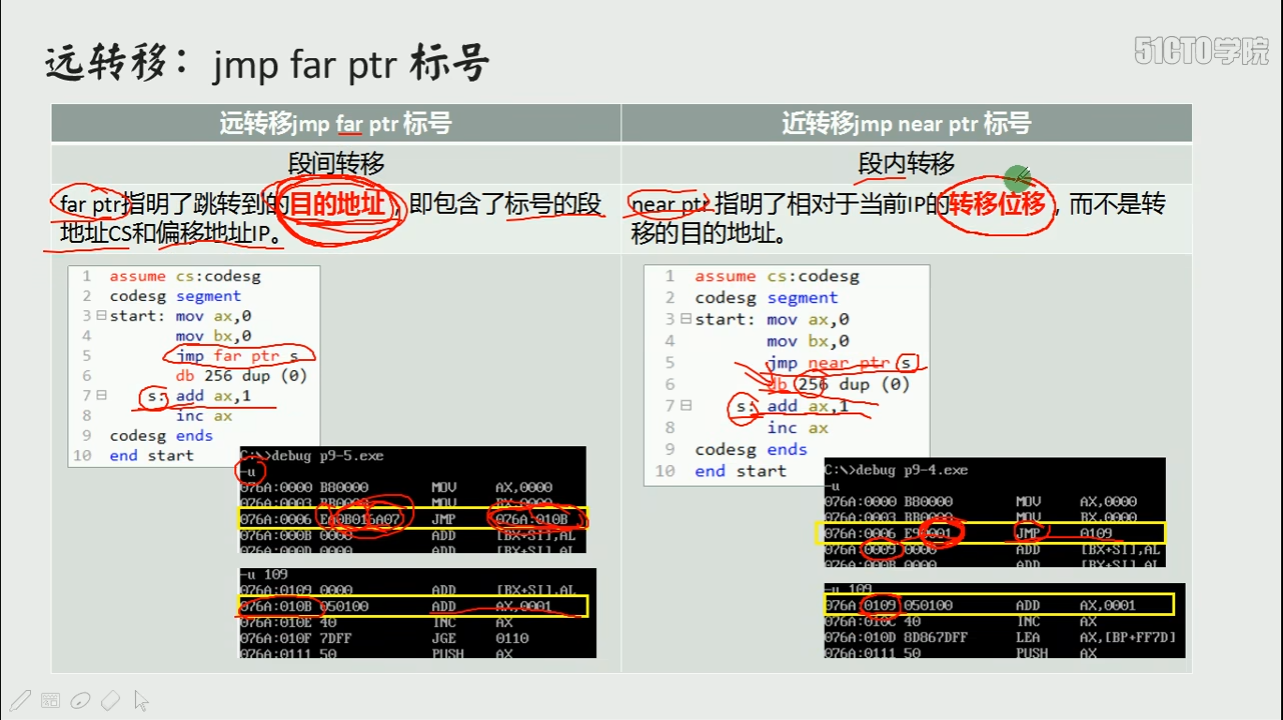 远转移：jmp far ptr 标号
51CTO学院
远转移jmp far ptr 标号
近转移jmp near ptr 标号
段间转移
段内转移
far ptr指明了跳转到的目的地址，即包含了标号的段
地址CS和偏移地址IP。
near ptr 指明了相对于当前IP的转移位移，而不是转
移的目的地址。
1 assume cs:codesg
2 codesg segment
3 start: mov ax,0
4 mov bx,0
5 jmp far ptr s
6 db 256 dup (0)
7 s: add ax,1
8 inc ax
9 codesg ends
10 end start
C:\>debug p9-5.exe
-u
076A:0000 B80000 MOV AX,0000
076A:0003 BB0000 MOV BX,0000
076A:0006 EA0B016A07 JMP 076A:010B
076A:000B 0000 ADD [BX+SI],AL
076A:000D 0000 ADD [BX+SI],AL
-u 109
076A:0109 0000 ADD [BX+SI],AL
076A:010B 050100 ADD AX,0001
076A:010E 40 INC AX
076A:010F 7DFF JGE 0110
076A:0111 50 PUSH AX
1 assume cs:codesg
2 codesg segment
3 start: mov ax,0
4 mov bx,0
5 jmp near ptr s
6 db 256 dup (0)
7 s: add ax,1
8 inc ax
9 codesg ends
10 end start
C:\>debug p9-4.exe
-u
076A:0000 B80000 MOV AX,0000
076A:0003 BB0000 MOV BX,0000
076A:0006 E90001 JMP 0109
076A:0009 0000 ADD [BX+SI],AL
076A:000B 0000 ADD [BX+SI],AL
-u 109
076A:0109 050100 ADD AX,0001
076A:010C 40 INC AX
076A:010D 8D867DFF LEA AX,[BP+FF7D]
076A:0111 50 PUSH AX